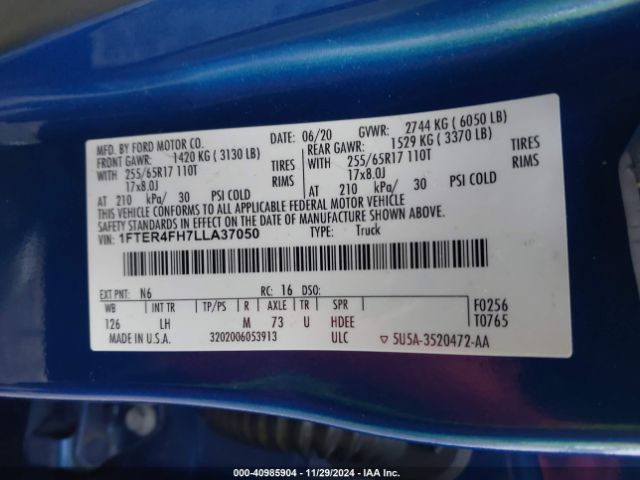 MFD. BY FORD MOTOR CO. DATE: 06/20 GVWR: 2744 KG ( 6050 LB)
FRONT GAWR: 1420 KG ( 3130 LB) REAR GAWR: 1529 KG ( 3370 LB)
WITH 255/65R17 110T TIRES WITH 255/65R17 110T TIRES
17x8.0J RIMS 17x8.0J RIMS
AT 210 kPa/ 30 PSI COLD AT 210 kPa/ 30 PSI COLD
THIS VEHICLE CONFORMS TO ALL APPLICABLE FEDERAL MOTOR VEHICLE
SAFETY STANDARDS IN EFFECT ON THE DATE OF MANUFACTURE SHOWN ABOVE.
VIN: 1FTER4FH7LLA37050 TYPE: Truck
EXT PNT: N6 RC: 16 DSO:
WB INT TR TP/PS R AXLE TR SPR F0256
126 LH M 73 U HDEE T0765
MADE IN U.S.A. 3202006053913 ULC ▽ 5U5A-3520472-AA
000-40985904 - 11/29/2024 - IAA Inc.